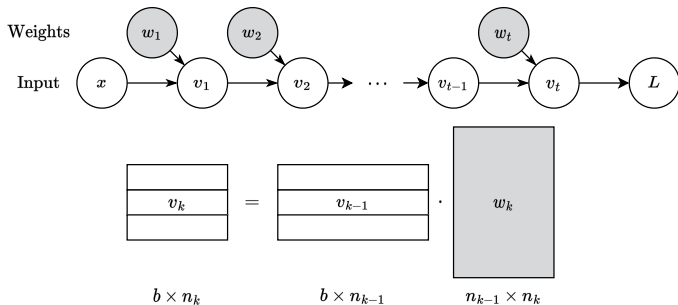 Weights w₁ w₂ wₜ
Input x v₁ v₂ ⋯ vₜ₋₁ vₜ L
vₖ = vₖ₋₁ · wₖ
b × nₖ b × nₖ₋₁ nₖ₋₁ × nₖ